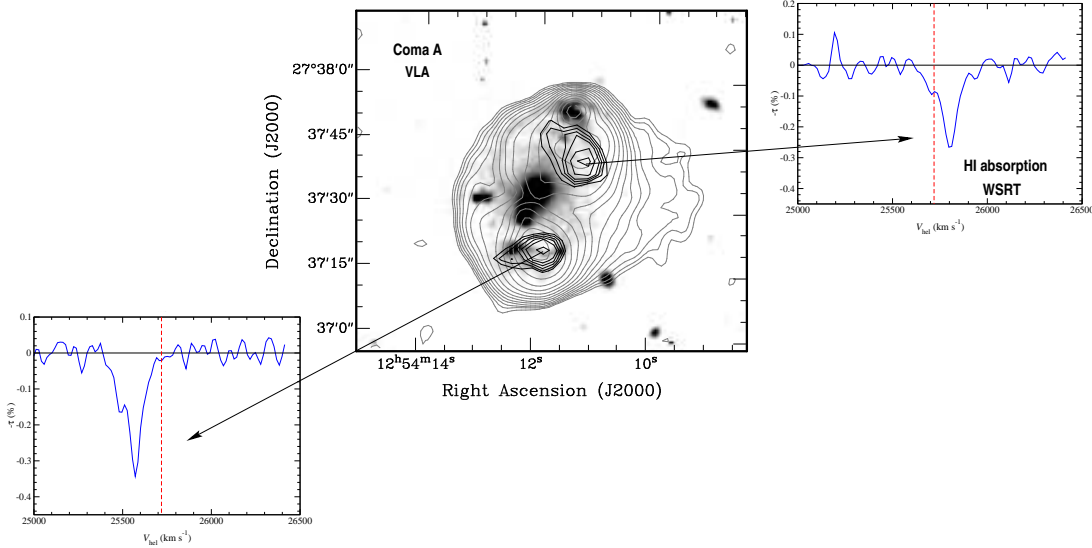 Coma A
VLA
27°38′0″
37′45″
37′30″
37′15″
37′0″
Declination (J2000)
12ʰ54ᵐ14ˢ
12ˢ
10ˢ
Right Ascension (J2000)
0.2
0.1
0
-0.1
-0.2
-0.3
-0.4
-τ (%)
HI absorption
WSRT
25000
25500
26000
26500
V_hel (km s⁻¹)
0.1
0
-0.1
-0.2
-0.3
-0.4
-τ (%)
25000
25500
26000
26500
V_hel (km s⁻¹)